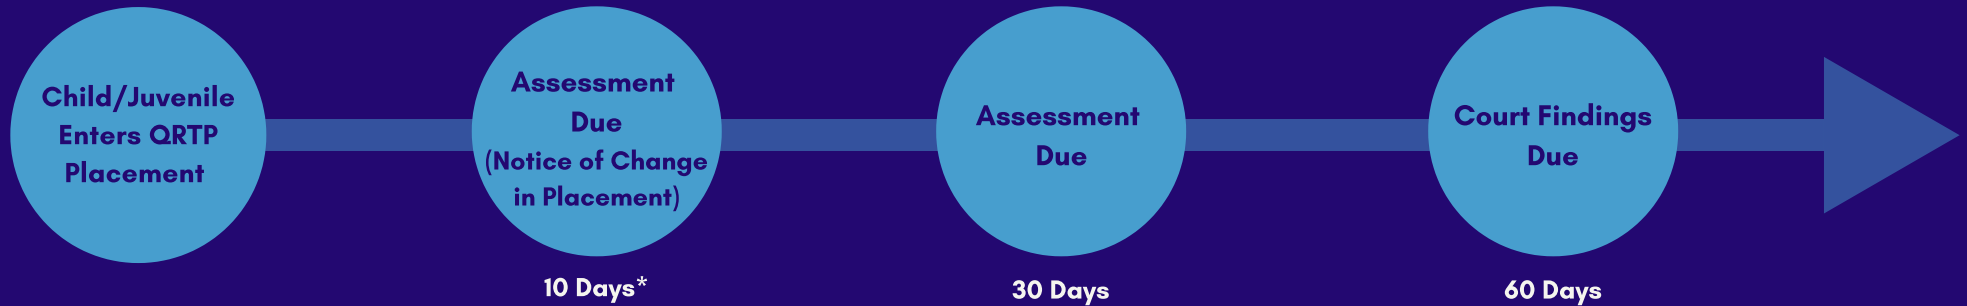 Child/Juvenile
Enters QRTP
Placement
Assessment
Due
(Notice of Change
in Placement)
10 Days*
Assessment
Due
30 Days
Court Findings
Due
60 Days